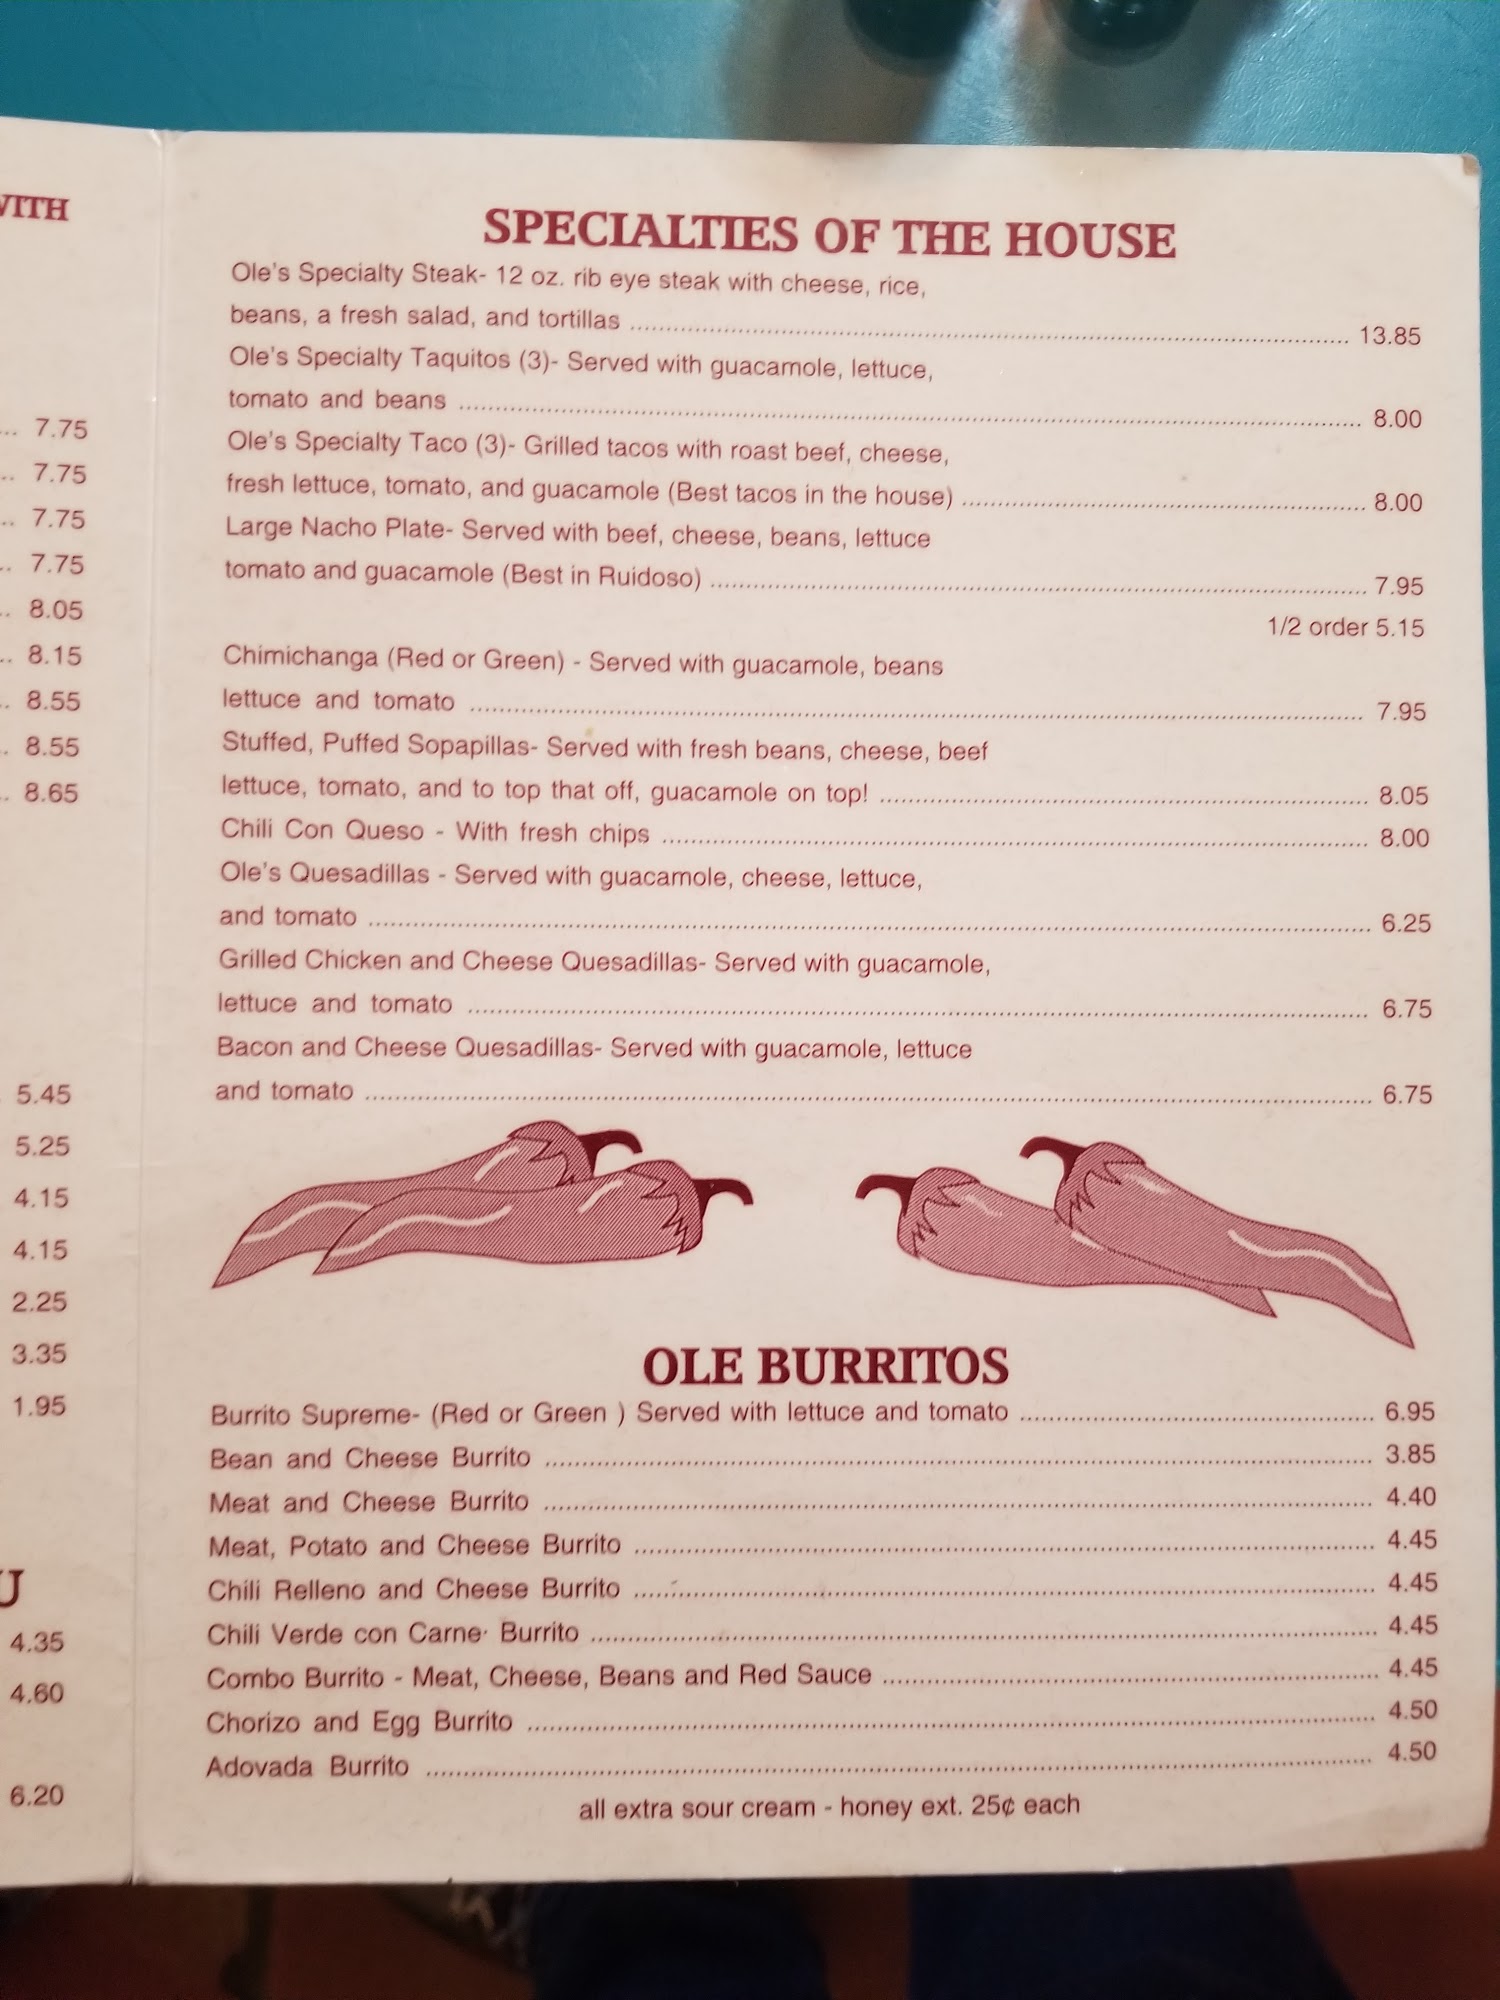 WITH
... 7.75
.. 7.75
.. 7.75
.. 7.75
.. 8.05
.. 8.15
.. 8.55
.. 8.55
.. 8.65
5.45
5.25
4.15
4.15
2.25
3.35
1.95
U
4.35
4.60
6.20
SPECIALTIES OF THE HOUSE
Ole's Specialty Steak- 12 oz. rib eye steak with cheese, rice,
beans, a fresh salad, and tortillas ........ 13.85
Ole's Specialty Taquitos (3)- Served with guacamole, lettuce,
tomato and beans ........ 8.00
Ole's Specialty Taco (3)- Grilled tacos with roast beef, cheese,
fresh lettuce, tomato, and guacamole (Best tacos in the house) ........ 8.00
Large Nacho Plate- Served with beef, cheese, beans, lettuce
tomato and guacamole (Best in Ruidoso) ........ 7.95
1/2 order 5.15
Chimichanga (Red or Green) - Served with guacamole, beans
lettuce and tomato ........ 7.95
Stuffed, Puffed Sopapillas- Served with fresh beans, cheese, beef
lettuce, tomato, and to top that off, guacamole on top! ........ 8.05
Chili Con Queso - With fresh chips ........ 8.00
Ole's Quesadillas - Served with guacamole, cheese, lettuce,
and tomato ........ 6.25
Grilled Chicken and Cheese Quesadillas- Served with guacamole,
lettuce and tomato ........ 6.75
Bacon and Cheese Quesadillas- Served with guacamole, lettuce
and tomato ........ 6.75
OLE BURRITOS
Burrito Supreme- (Red or Green ) Served with lettuce and tomato ........ 6.95
Bean and Cheese Burrito ........ 3.85
Meat and Cheese Burrito ........ 4.40
Meat, Potato and Cheese Burrito ........ 4.45
Chili Relleno and Cheese Burrito ........ 4.45
Chili Verde con Carne Burrito ........ 4.45
Combo Burrito - Meat, Cheese, Beans and Red Sauce ........ 4.45
Chorizo and Egg Burrito ........ 4.50
Adovada Burrito ........ 4.50
all extra sour cream - honey ext. 25¢ each